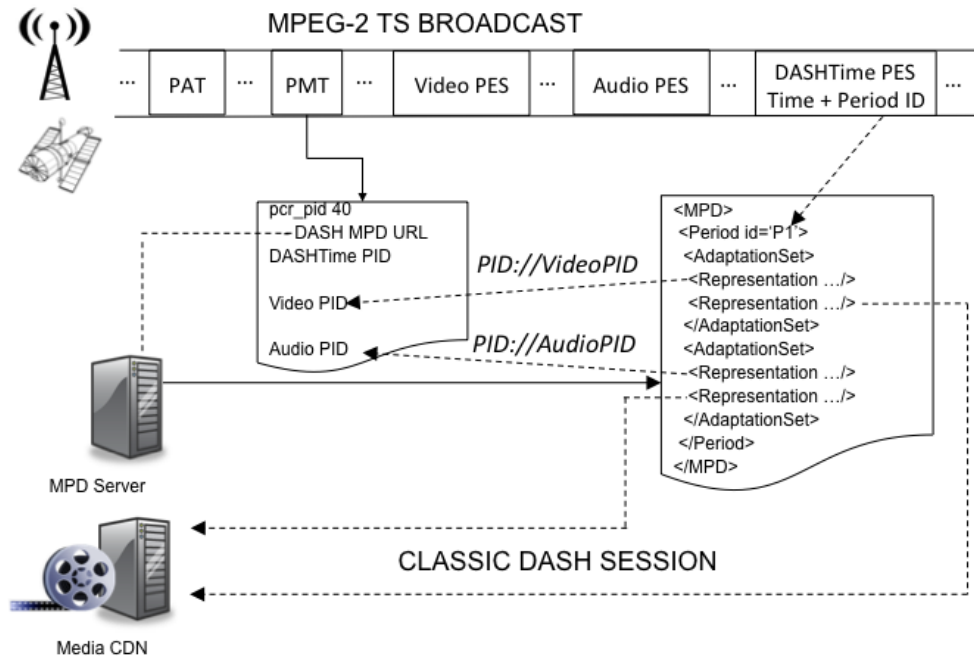 MPEG-2 TS BROADCAST
... PAT ... PMT ... Video PES ... Audio PES ... DASHTime PES ...
Time + Period ID
pcr_pid 40
DASH MPD URL
DASHTime PID
Video PID
Audio PID
PID://VideoPID
PID://AudioPID
<MPD>
<Period id='P1'>
<AdaptationSet>
<Representation .../>
<Representation .../>
</AdaptationSet>
<AdaptationSet>
<Representation .../>
<Representation .../>
</AdaptationSet>
</Period>
</MPD>
MPD Server
CLASSIC DASH SESSION
Media CDN